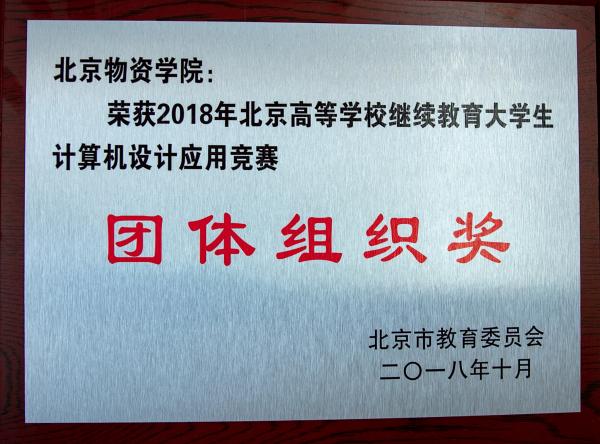 北京物资学院：
荣获2018年北京高等学校继续教育大学生
计算机设计应用竞赛
团体组织奖
北京市教育委员会
二〇一八年十月